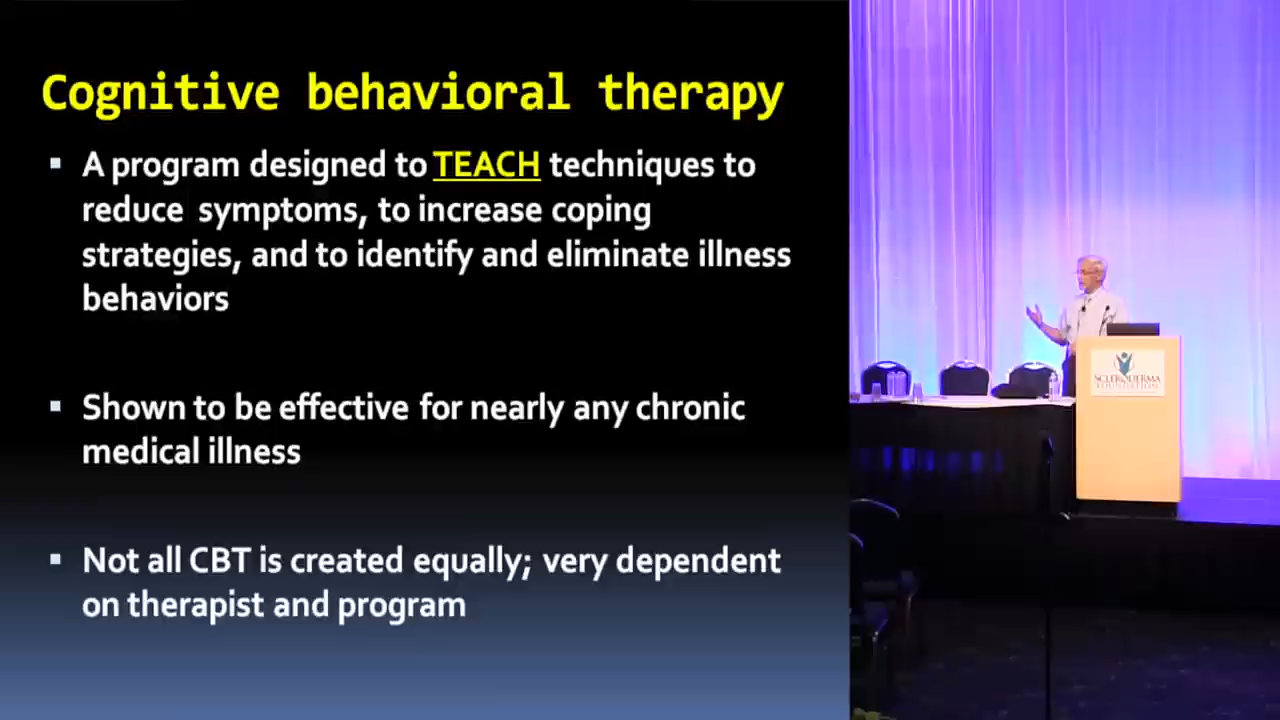 Cognitive behavioral therapy
▪ A program designed to TEACH techniques to
reduce symptoms, to increase coping
strategies, and to identify and eliminate illness
behaviors
▪ Shown to be effective for nearly any chronic
medical illness
▪ Not all CBT is created equally; very dependent
on therapist and program
SCLERODERMA
FOUNDATION